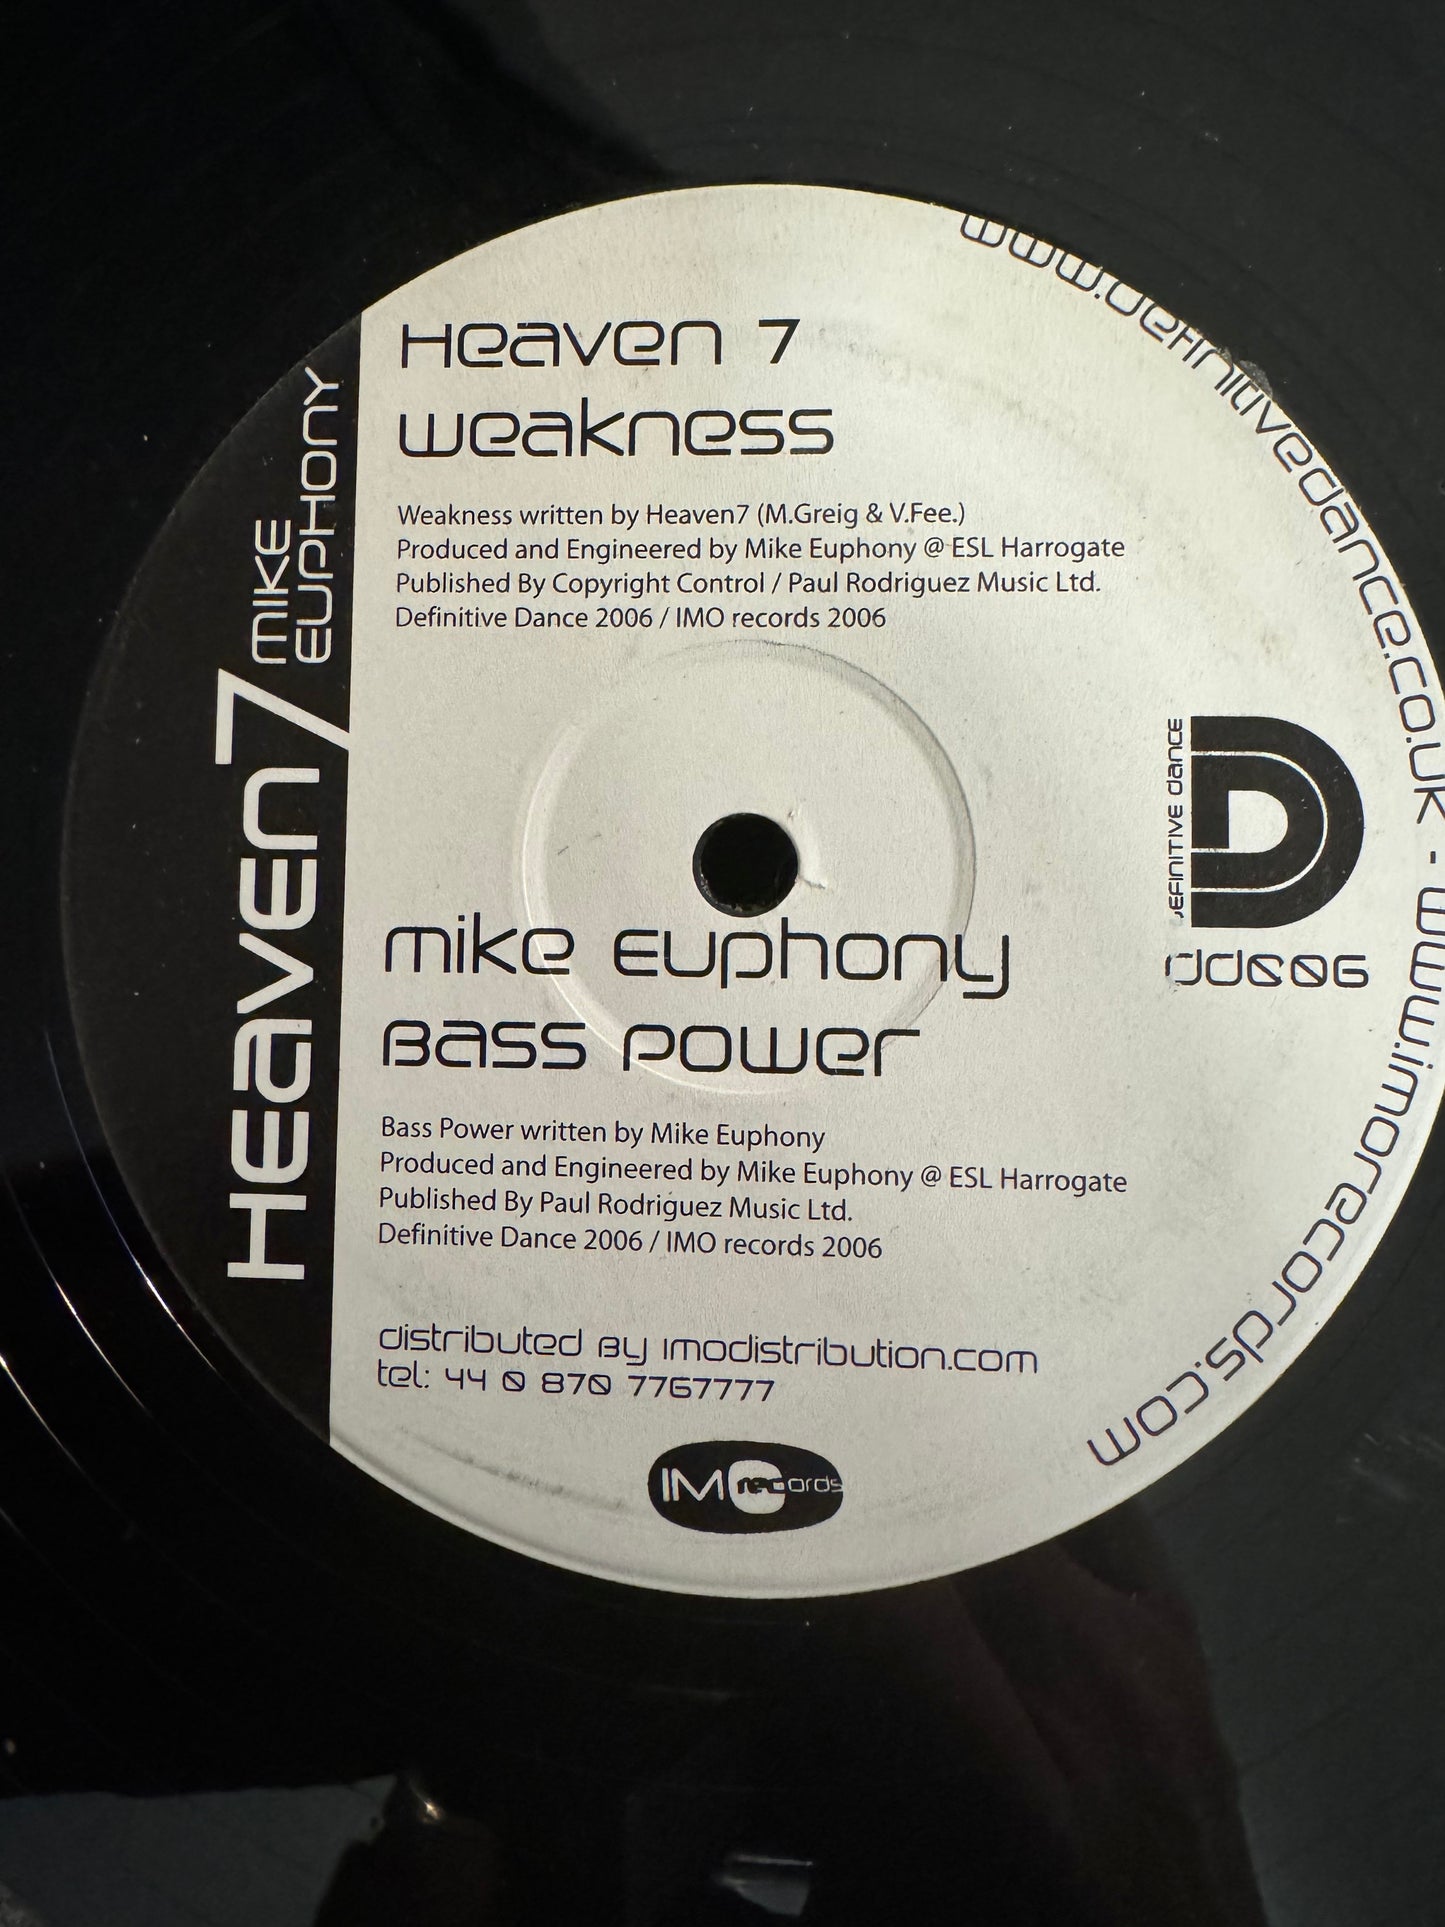 Heaven 7
weakness
Weakness written by Heaven7 (M.Greig & V.Fee.)
Produced and Engineered by Mike Euphony @ ESL Harrogate
Published By Copyright Control / Paul Rodriguez Music Ltd.
Definitive Dance 2006 / IMO records 2006
Mike Euphony
Bass Power
Bass Power written by Mike Euphony
Produced and Engineered by Mike Euphony @ ESL Harrogate
Published By Paul Rodriguez Music Ltd.
Definitive Dance 2006 / IMO records 2006
distributed By imodistribution.com
tel: 44 0 870 7767777
IMO records
Heaven7
MIKE
EUPHONY
DEFINITIVE DANCE
D
DD006
www.definitivedance.co.uk - www.imorecords.com